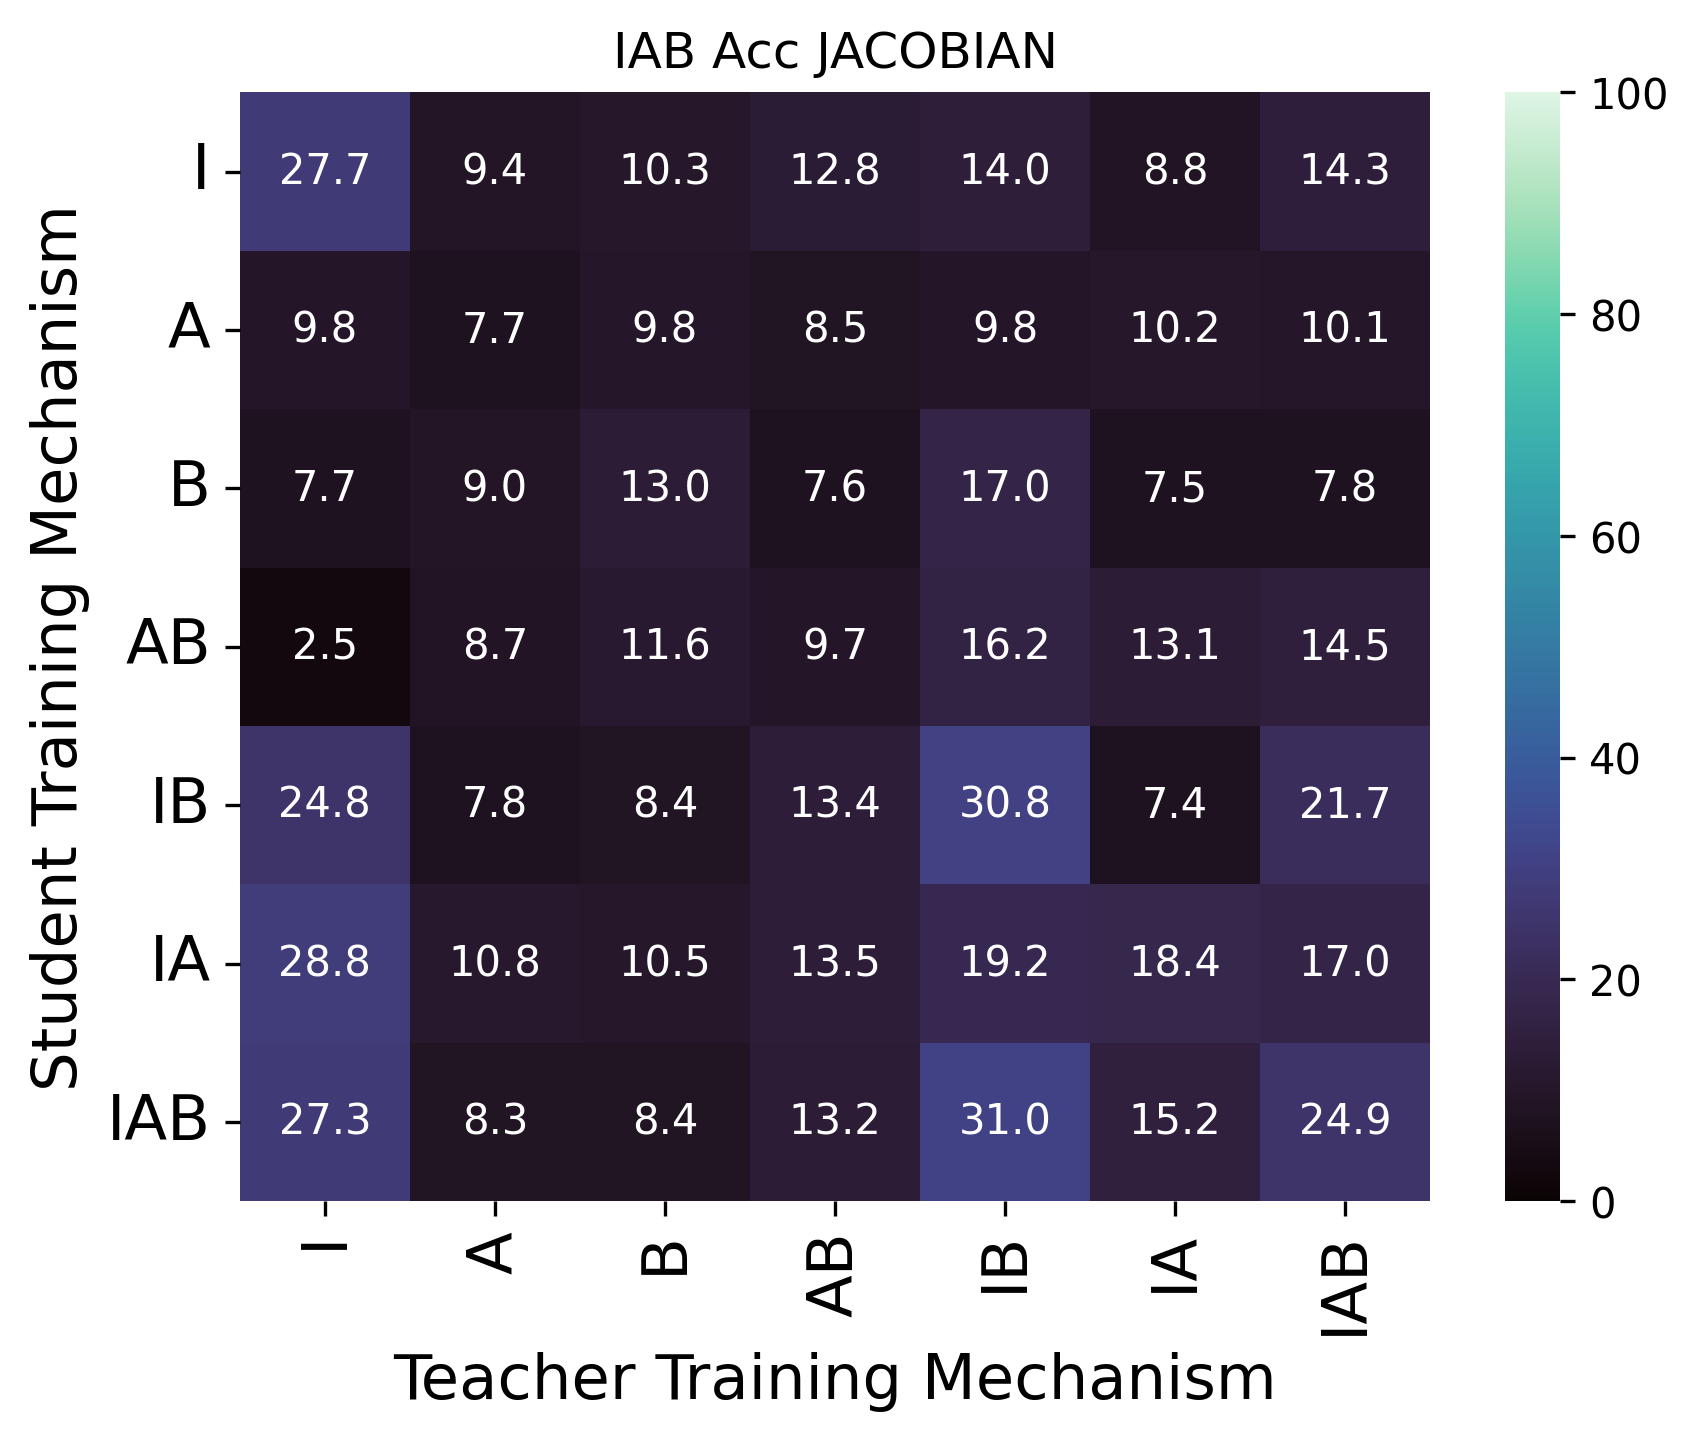 IAB Acc JACOBIAN
Student Training Mechanism
I 27.7 9.4 10.3 12.8 14.0 8.8 14.3
A 9.8 7.7 9.8 8.5 9.8 10.2 10.1
B 7.7 9.0 13.0 7.6 17.0 7.5 7.8
AB 2.5 8.7 11.6 9.7 16.2 13.1 14.5
IB 24.8 7.8 8.4 13.4 30.8 7.4 21.7
IA 28.8 10.8 10.5 13.5 19.2 18.4 17.0
IAB 27.3 8.3 8.4 13.2 31.0 15.2 24.9
I A B AB IB IA IAB
Teacher Training Mechanism
100
80
60
40
20
0